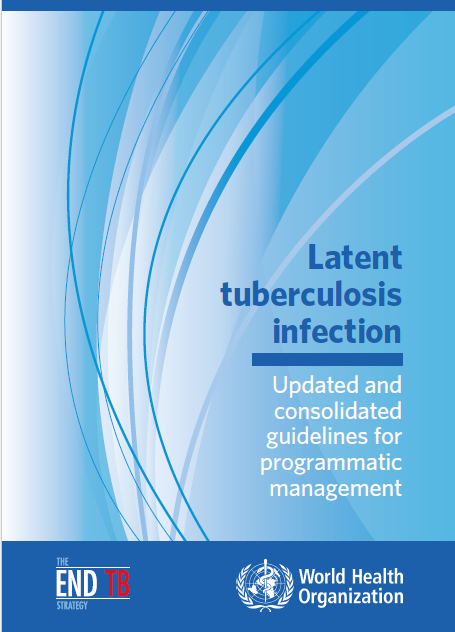 Latent
tuberculosis
infection
Updated and
consolidated
guidelines for
programmatic
management
THE
END TB
STRATEGY
World Health
Organization